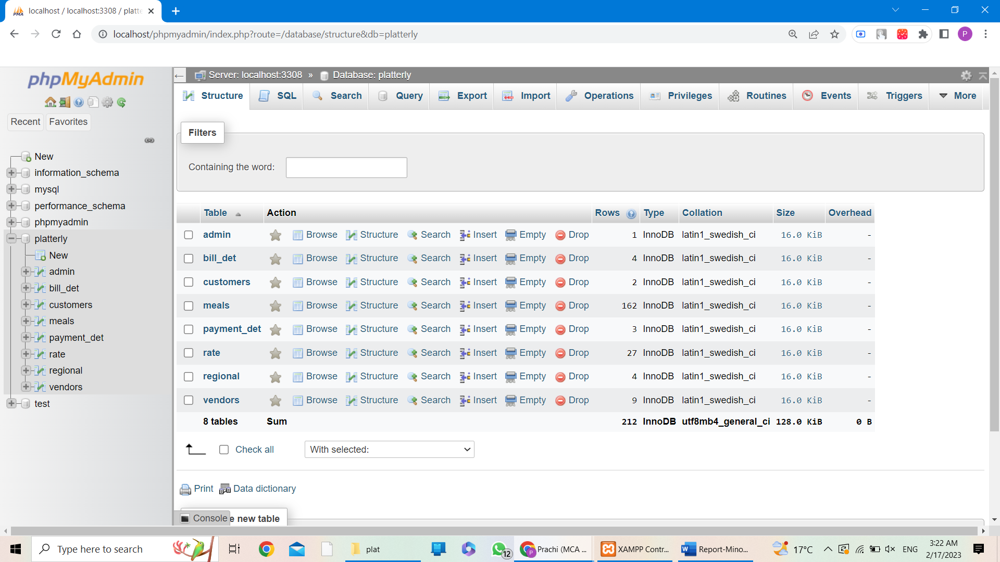 localhost / localhost:3308 / platte
localhost/phpmyadmin/index.php?route=/database/structure&db=platterly
P
phpMyAdmin
Recent Favorites
New
information_schema
mysql
performance_schema
phpmyadmin
platterly
New
admin
bill_det
customers
meals
payment_det
rate
regional
vendors
test
Server: localhost:3308 » Database: platterly
Structure SQL Search Query Export Import Operations Privileges Routines Events Triggers More
Filters
Containing the word:
Table Action Rows Type Collation Size Overhead
admin Browse Structure Search Insert Empty Drop 1 InnoDB latin1_swedish_ci 16.0 KiB -
bill_det Browse Structure Search Insert Empty Drop 4 InnoDB latin1_swedish_ci 16.0 KiB -
customers Browse Structure Search Insert Empty Drop 2 InnoDB latin1_swedish_ci 16.0 KiB -
meals Browse Structure Search Insert Empty Drop 162 InnoDB latin1_swedish_ci 16.0 KiB -
payment_det Browse Structure Search Insert Empty Drop 3 InnoDB latin1_swedish_ci 16.0 KiB -
rate Browse Structure Search Insert Empty Drop 27 InnoDB latin1_swedish_ci 16.0 KiB -
regional Browse Structure Search Insert Empty Drop 4 InnoDB latin1_swedish_ci 16.0 KiB -
vendors Browse Structure Search Insert Empty Drop 9 InnoDB latin1_swedish_ci 16.0 KiB -
8 tables Sum 212 InnoDB utf8mb4_general_ci 128.0 KiB 0 B
Check all With selected:
Print Data dictionary
Console e new table
Type here to search plat 12 Prachi (MCA ... XAMPP Contr... Report-Mino... 17°C ENG 3:22 AM
2/17/2023